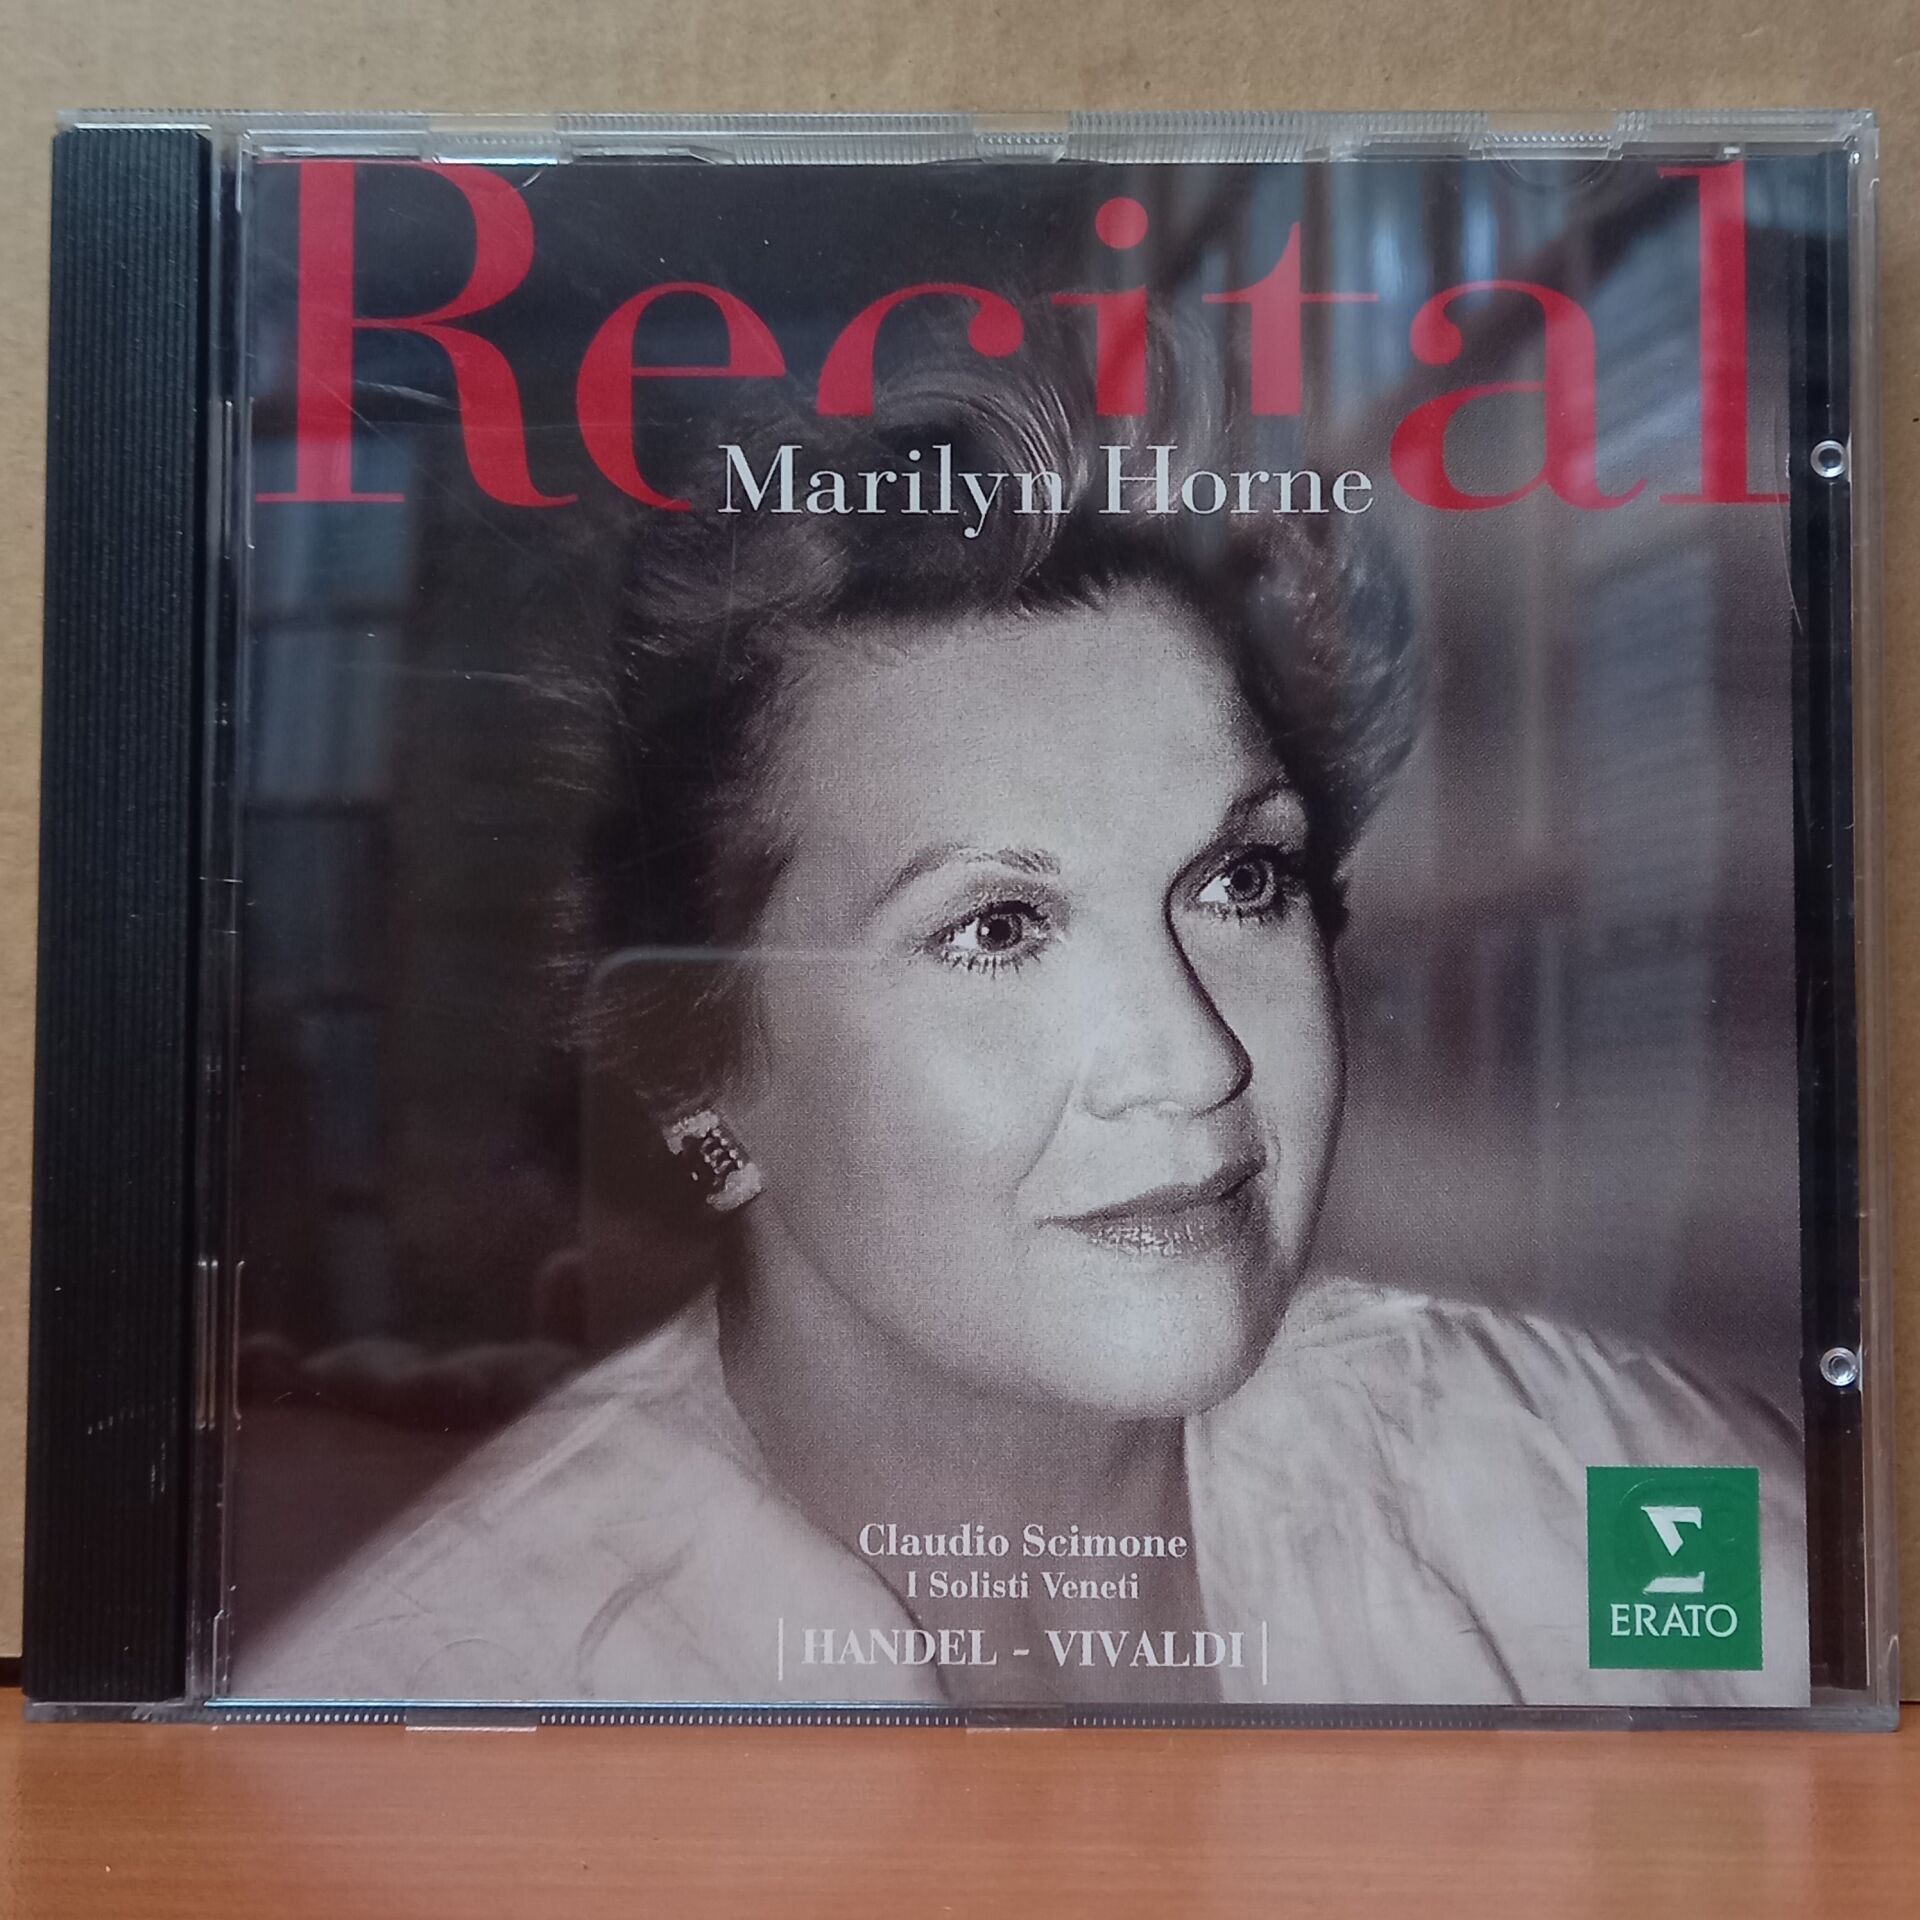 Recital
Marilyn Horne
Claudio Scimone
I Solisti Veneti
| HANDEL - VIVALDI |
ERATO